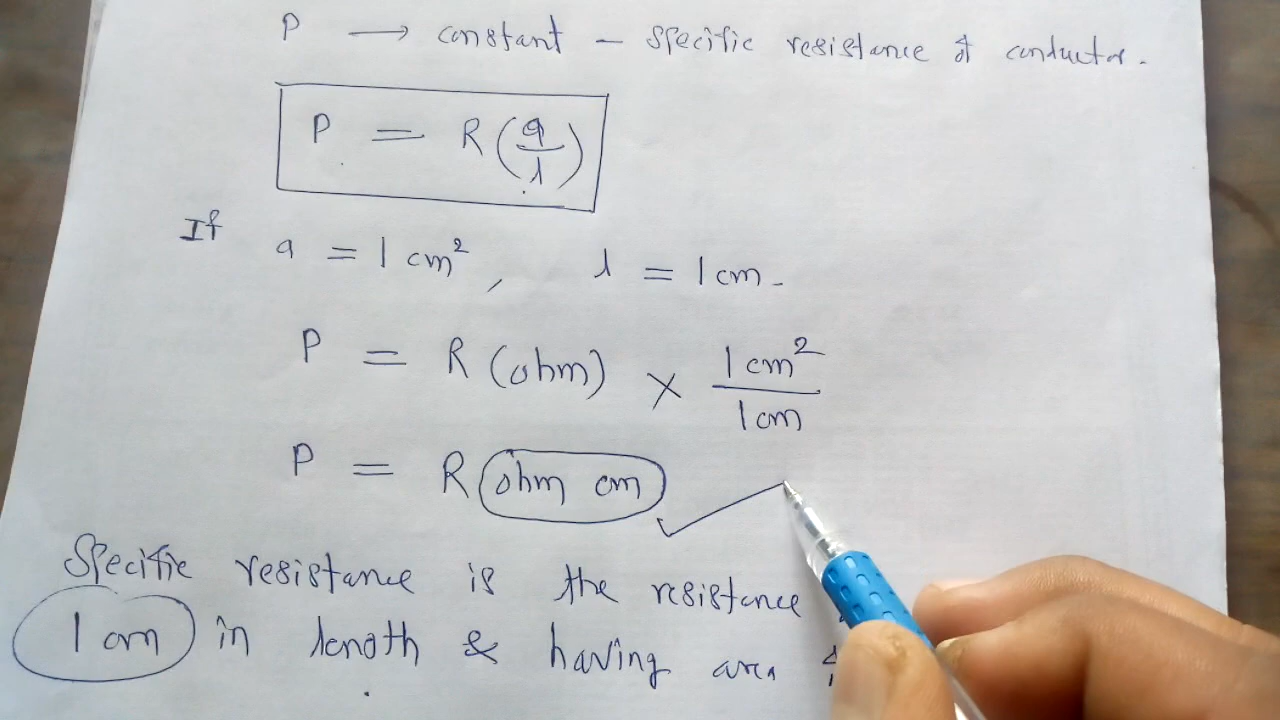 P → constant - specific resistance of conductor.
P = R(a/l)
If a = 1 cm², l = 1 cm.
P = R (ohm) × 1 cm²/1 cm
P = R ohm cm
Specific resistance is the resistance
1 cm in length & having area